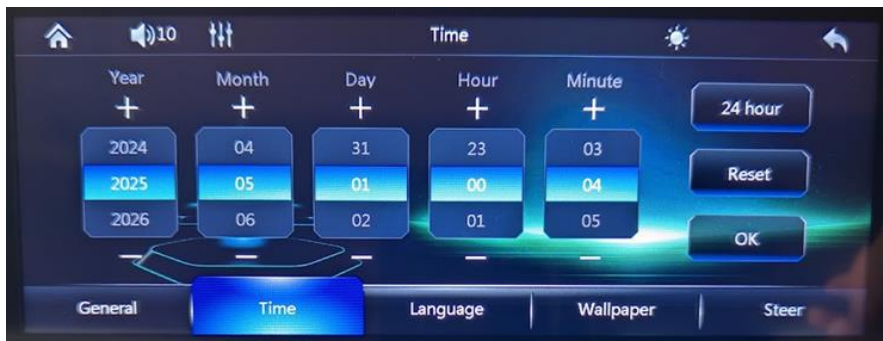 10 Time
Year Month Day Hour Minute
+ + + + +
24 hour
2024 04 31 23 03
2025 05 01 00 04
Reset
2026 06 02 01 05
OK
- - - - -
General Time Language Wallpaper Steer